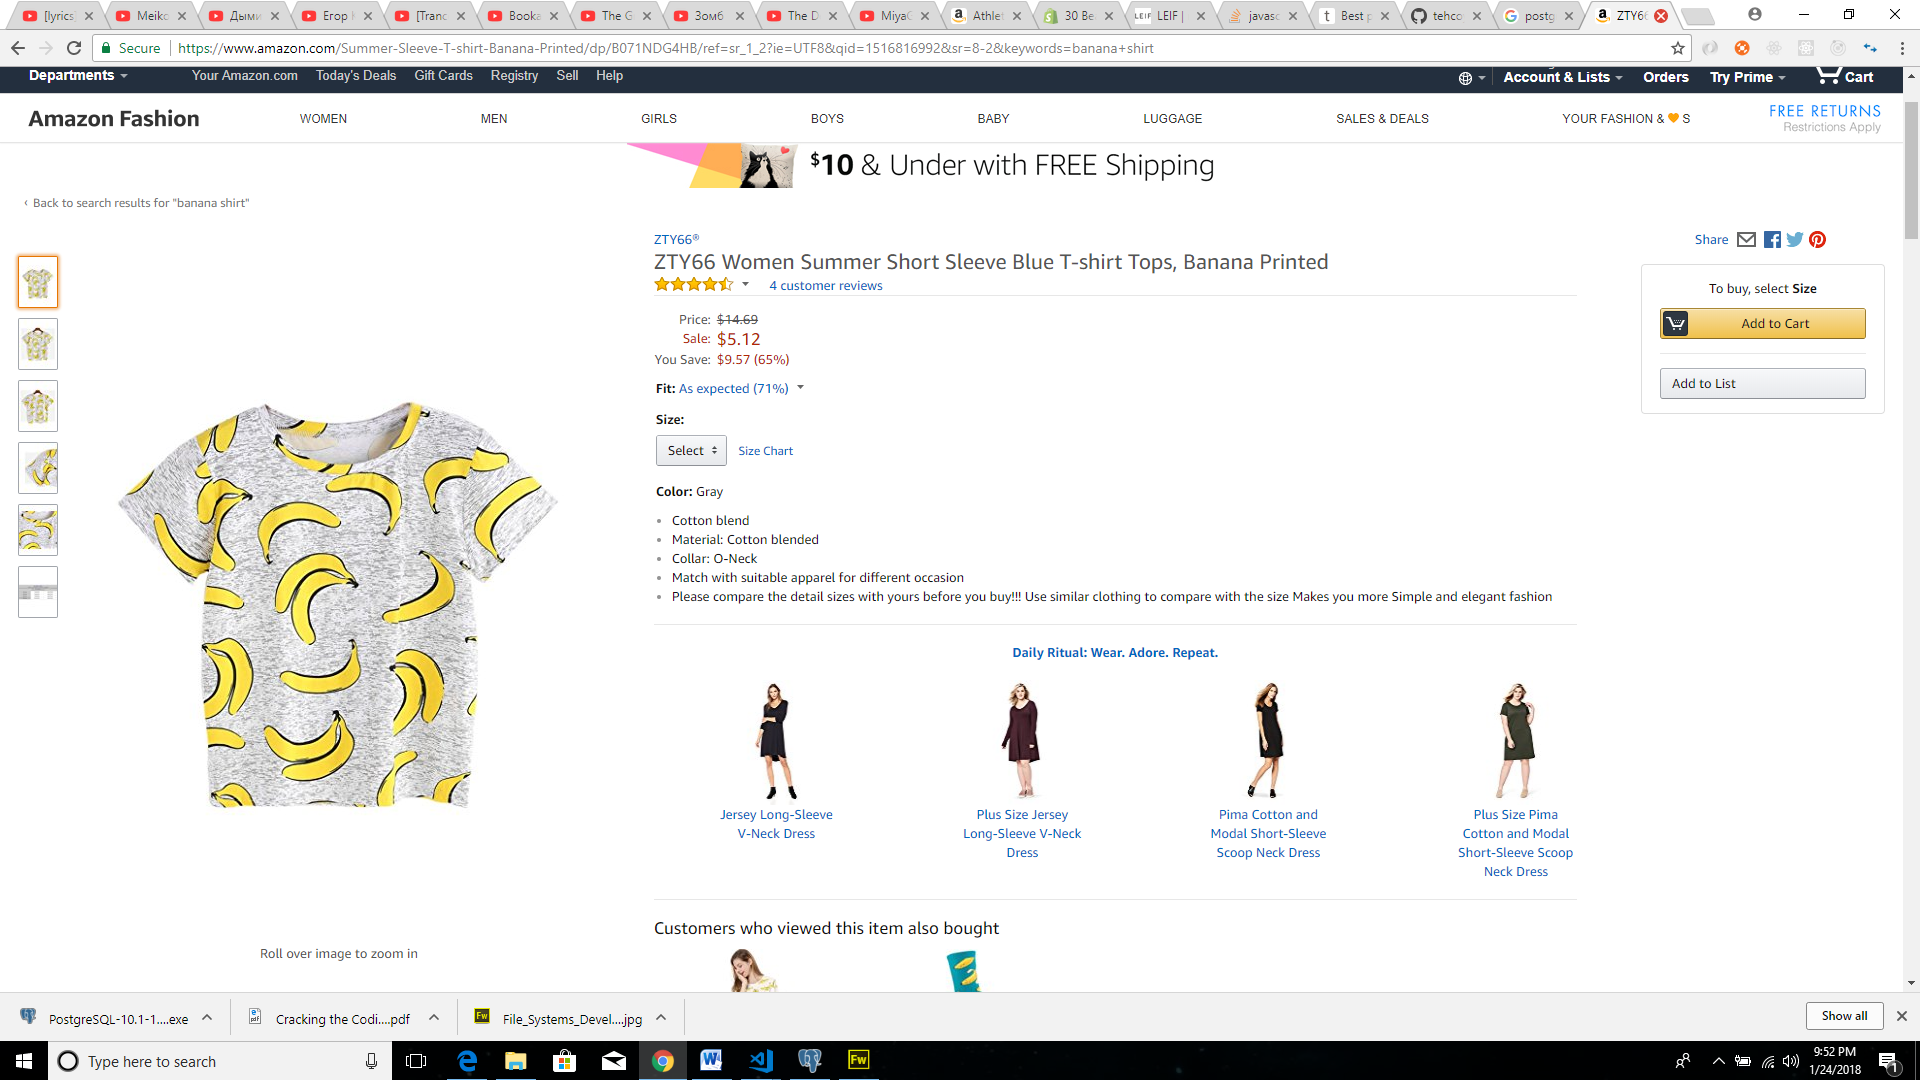 [lyrics]
Meiko
Дыми
Егор
[Tranc
Booka
The G
Зомб
The D
MiyaG
Athlet
30 Be
LEIF |
javasc
Best p
tehco
postg
ZTY66
Secure
https://www.amazon.com/Summer-Sleeve-T-shirt-Banana-Printed/dp/B071NDG4HB/ref=sr_1_2?ie=UTF8&qid=1516816992&sr=8-2&keywords=banana+shirt
Departments
Your Amazon.com Today's Deals Gift Cards Registry Sell Help
Account & Lists Orders Try Prime Cart
Amazon Fashion
WOMEN MEN GIRLS BOYS BABY LUGGAGE SALES & DEALS YOUR FASHION & 🧡 S
FREE RETURNS
Restrictions Apply
$10 & Under with FREE Shipping
‹ Back to search results for "banana shirt"
ZTY66®
ZTY66 Women Summer Short Sleeve Blue T-shirt Tops, Banana Printed
4 customer reviews
Price: $14.69
Sale: $5.12
You Save: $9.57 (65%)
Fit: As expected (71%)
Size:
Select Size Chart
Color: Gray
• Cotton blend
• Material: Cotton blended
• Collar: O-Neck
• Match with suitable apparel for different occasion
• Please compare the detail sizes with yours before you buy!!! Use similar clothing to compare with the size Makes you more Simple and elegant fashion
Share
To buy, select Size
Add to Cart
Add to List
Daily Ritual: Wear. Adore. Repeat.
Jersey Long-Sleeve
V-Neck Dress
Plus Size Jersey
Long-Sleeve V-Neck
Dress
Pima Cotton and
Modal Short-Sleeve
Scoop Neck Dress
Plus Size Pima
Cotton and Modal
Short-Sleeve Scoop
Neck Dress
Customers who viewed this item also bought
Roll over image to zoom in
PostgreSQL-10.1-1....exe
Cracking the Codi....pdf
File_Systems_Devel....jpg
Show all
Type here to search
9:52 PM
1/24/2018
1